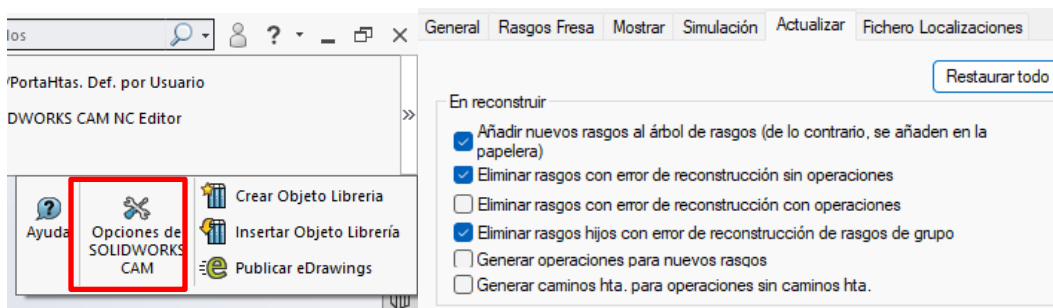 los
/PortaHtas. Def. por Usuario
DWORKS CAM NC Editor
Ayuda
Opciones de
SOLIDWORKS
CAM
Crear Objeto Libreria
Insertar Objeto Librería
Publicar eDrawings
General Rasgos Fresa Mostrar Simulación Actualizar Fichero Localizaciones
Restaurar todo
En reconstruir
Añadir nuevos rasgos al árbol de rasgos (de lo contrario, se añaden en la
papelera)
Eliminar rasgos con error de reconstrucción sin operaciones
Eliminar rasgos con error de reconstrucción con operaciones
Eliminar rasgos hijos con error de reconstrucción de rasgos de grupo
Generar operaciones para nuevos rasgos
Generar caminos hta. para operaciones sin caminos hta.